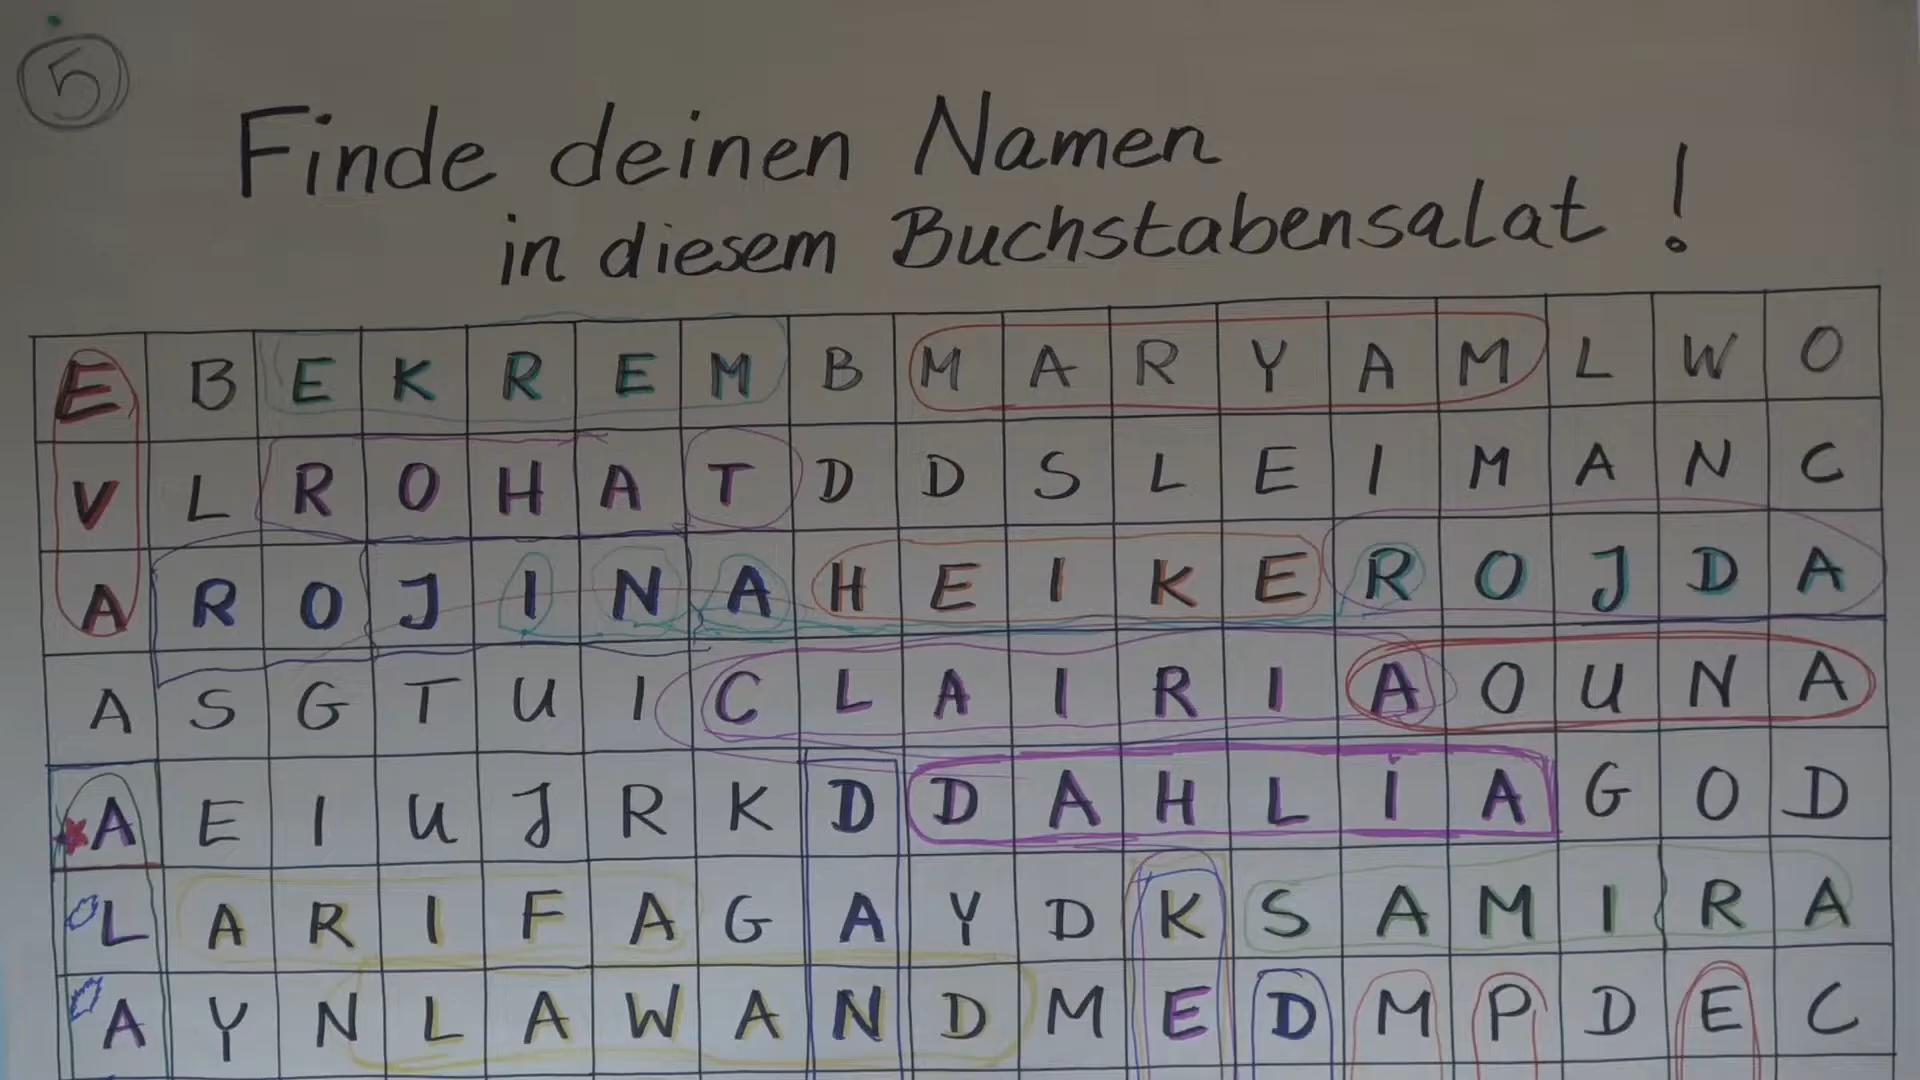 5
Finde deinen Namen
in diesem Buchstabensalat !
E B E K R E M B M A R Y A M L W O
V L R O H A T D D S L E I M A N C
A R O J I N A H E I K E R O J D A
A S G T U I C L A I R I A O U N A
A E I U J R K D D A H L I A G O D
L A R I F A G A Y D K S A M I R A
A Y N L A W A N D M E D M P D E C